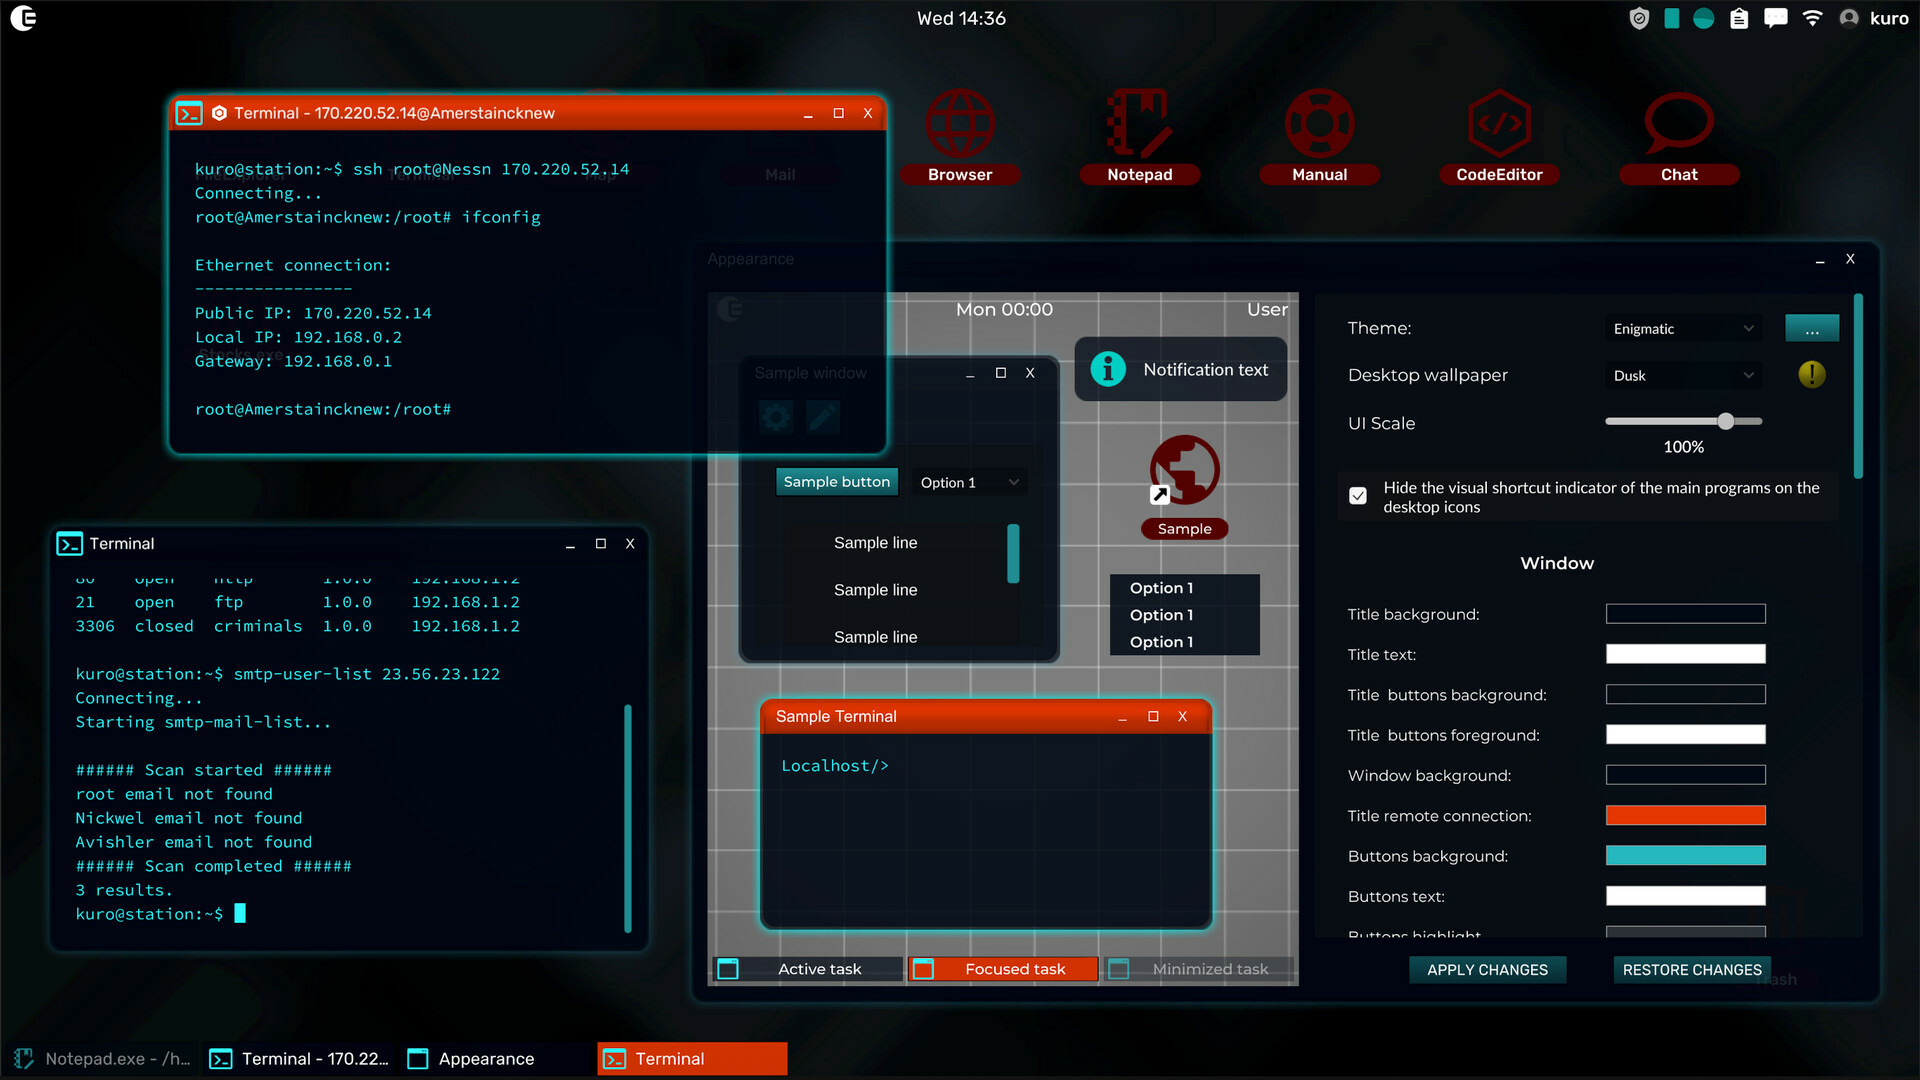 Wed 14:36
kuro
Terminal - 170.220.52.14@Amerstaincknew
X
kuro@station:~$ ssh root@Nessn 170.220.52.14
Connecting...
root@Amerstaincknew:/root# ifconfig
Ethernet connection:
----------------
Public IP: 170.220.52.14
Local IP: 192.168.0.2
Gateway: 192.168.0.1
root@Amerstaincknew:/root#
Mail
Browser
Notepad
Manual
CodeEditor
Chat
Stocks.exe
Terminal
X
80 open http 1.0.0 192.168.1.2
21 open ftp 1.0.0 192.168.1.2
3306 closed criminals 1.0.0 192.168.1.2
kuro@station:~$ smtp-user-list 23.56.23.122
Connecting...
Starting smtp-mail-list...
###### Scan started ######
root email not found
Nickwel email not found
Avishler email not found
###### Scan completed ######
3 results.
kuro@station:~$
Appearance
X
Mon 00:00
User
Sample window
X
Notification text
Sample button
Option 1
Sample line
Sample line
Sample line
Sample
Option 1
Option 1
Option 1
Sample Terminal
X
Localhost/>
Active task
Focused task
Minimized task
Theme:
Enigmatic
...
Desktop wallpaper
Dusk
UI Scale
100%
Hide the visual shortcut indicator of the main programs on the
desktop icons
Window
Title background:
Title text:
Title  buttons background:
Title  buttons foreground:
Window background:
Title remote connection:
Buttons background:
Buttons text:
Buttons highlight
APPLY CHANGES
RESTORE CHANGES
Trash
Notepad.exe - /h...
Terminal - 170.22...
Appearance
Terminal